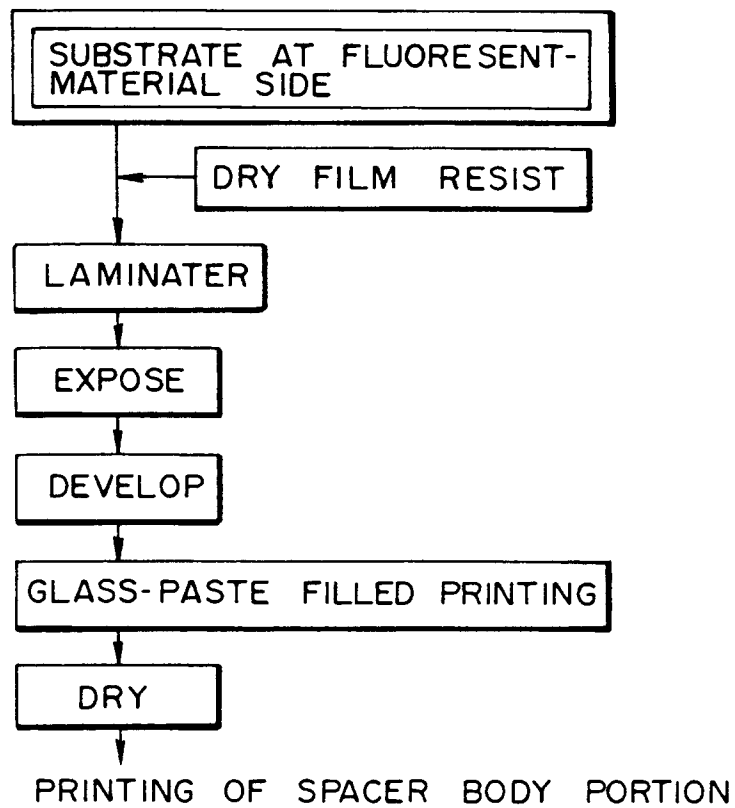 SUBSTRATE AT FLUORESENT-
MATERIAL SIDE
DRY FILM RESIST
LAMINATER
EXPOSE
DEVELOP
GLASS-PASTE FILLED PRINTING
DRY
PRINTING OF SPACER BODY PORTION